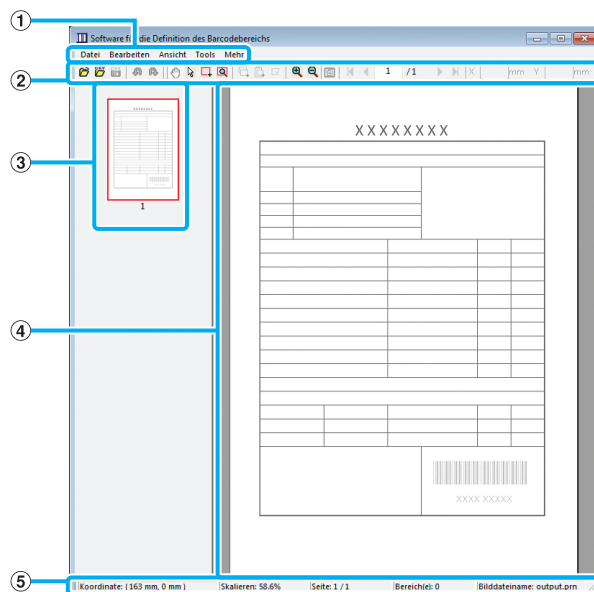 1
Software für die Definition des Barcodebereichs
Datei Bearbeiten Ansicht Tools Mehr
2
1 /1 X mm Y mm
3
XXXXXXXX
1
XXXXXXXX
4
XXXX XXXXX
5
Koordinate: (163 mm, 0 mm ) Skalieren: 58.6% Seite: 1 / 1 Bereich(e): 0 Bilddateiname: output.prn